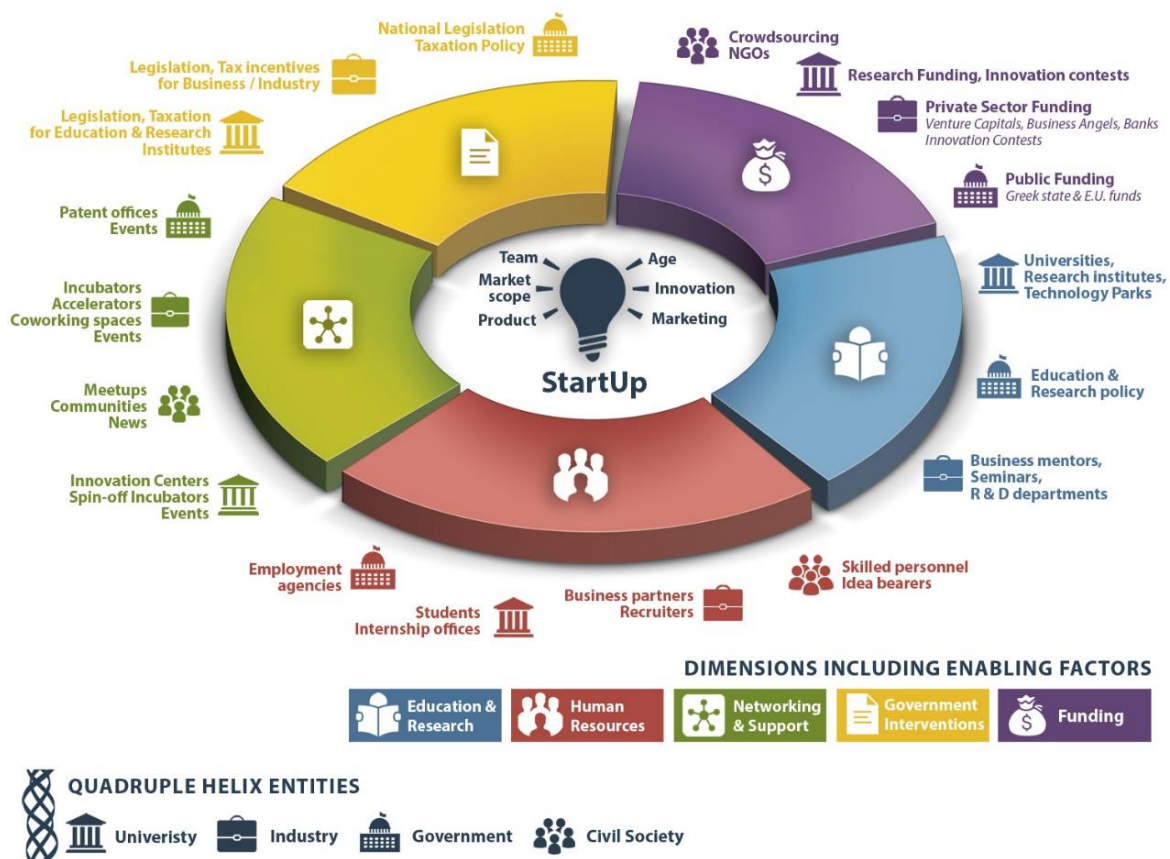 National Legislation
Taxation Policy
Legislation, Tax incentives
for Business / Industry
Legislation, Taxation
for Education & Research
Institutes
Crowdsourcing
NGOs
Research Funding, Innovation contests
Private Sector Funding
Venture Capitals, Business Angels, Banks
Innovation Contests
Public Funding
Greek state & E.U. funds
Patent offices
Events
Incubators
Accelerators
Coworking spaces
Events
Meetups
Communities
News
Innovation Centers
Spin-off Incubators
Events
$
Team
Market
scope
Product
Age
Innovation
Marketing
StartUp
Universities,
Research institutes,
Technology Parks
Education &
Research policy
Business mentors,
Seminars,
R & D departments
Employment
agencies
Students
Internship offices
Business partners
Recruiters
Skilled personnel
Idea bearers
DIMENSIONS INCLUDING ENABLING FACTORS
Education &
Research
Human
Resources
Networking
& Support
Government
Interventions
$
Funding
QUADRUPLE HELIX ENTITIES
Univeristy
Industry
Government
Civil Society